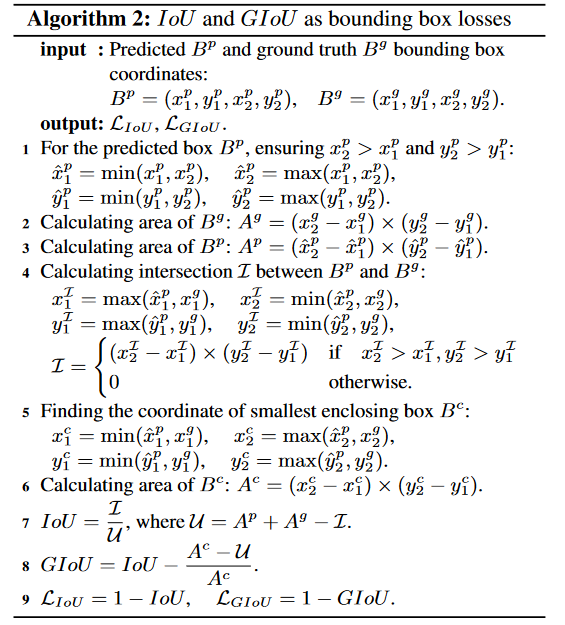 Algorithm 2: IoU and GIoU as bounding box losses
input : Predicted $B^p$ and ground truth $B^g$ bounding box
coordinates:
$B^p = (x_1^p, y_1^p, x_2^p, y_2^p), \quad B^g = (x_1^g, y_1^g, x_2^g, y_2^g).$
output: $\mathcal{L}_{IoU}, \mathcal{L}_{GIoU}.$
1 For the predicted box $B^p$, ensuring $x_2^p > x_1^p$ and $y_2^p > y_1^p$:
$\hat{x}_1^p = \min(x_1^p, x_2^p), \quad \hat{x}_2^p = \max(x_1^p, x_2^p),$
$\hat{y}_1^p = \min(y_1^p, y_2^p), \quad \hat{y}_2^p = \max(y_1^p, y_2^p).$
2 Calculating area of $B^g$: $A^g = (x_2^g - x_1^g) \times (y_2^g - y_1^g).$
3 Calculating area of $B^p$: $A^p = (\hat{x}_2^p - \hat{x}_1^p) \times (\hat{y}_2^p - \hat{y}_1^p).$
4 Calculating intersection $\mathcal{I}$ between $B^p$ and $B^g$:
$x_1^{\mathcal{I}} = \max(\hat{x}_1^p, x_1^g), \quad x_2^{\mathcal{I}} = \min(\hat{x}_2^p, x_2^g),$
$y_1^{\mathcal{I}} = \max(\hat{y}_1^p, y_1^g), \quad y_2^{\mathcal{I}} = \min(\hat{y}_2^p, y_2^g),$
$\mathcal{I} = \begin{cases} (x_2^{\mathcal{I}} - x_1^{\mathcal{I}}) \times (y_2^{\mathcal{I}} - y_1^{\mathcal{I}}) & \text{if} \quad x_2^{\mathcal{I}} > x_1^{\mathcal{I}}, y_2^{\mathcal{I}} > y_1^{\mathcal{I}} \\ 0 & \text{otherwise.} \end{cases}$
5 Finding the coordinate of smallest enclosing box $B^c$:
$x_1^c = \min(\hat{x}_1^p, x_1^g), \quad x_2^c = \max(\hat{x}_2^p, x_2^g),$
$y_1^c = \min(\hat{y}_1^p, y_1^g), \quad y_2^c = \max(\hat{y}_2^p, y_2^g).$
6 Calculating area of $B^c$: $A^c = (x_2^c - x_1^c) \times (y_2^c - y_1^c).$
7 $IoU = \frac{\mathcal{I}}{\mathcal{U}}$, where $\mathcal{U} = A^p + A^g - \mathcal{I}.$
8 $GIoU = IoU - \frac{A^c - \mathcal{U}}{A^c}.$
9 $\mathcal{L}_{IoU} = 1 - IoU, \quad \mathcal{L}_{GIoU} = 1 - GIoU.$